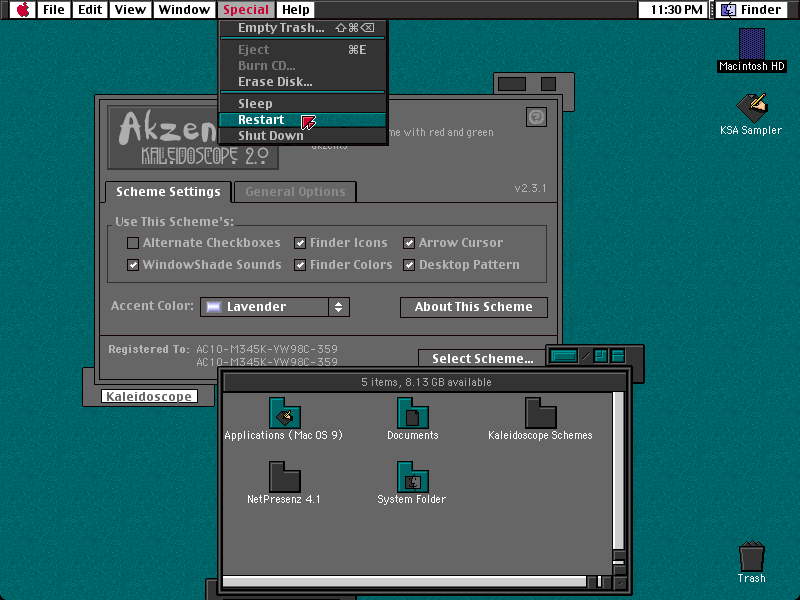 File Edit View Window Special Help 11:30 PM Finder
Empty Trash... ⇧⌘⌫
Eject ⌘E
Burn CD...
Erase Disk...
Sleep
Restart
Shut Down
Macintosh HD
KSA Sampler
Akzen
KALEIDOSCOPE 2.0
me with red and green
akzents
Scheme Settings General Options v2.3.1
Use This Scheme's:
Alternate Checkboxes Finder Icons Arrow Cursor
WindowShade Sounds Finder Colors Desktop Pattern
Accent Color: Lavender About This Scheme
Registered To: AC10-M345K-VW98C-359
AC10-M345K-VW98C-359
Select Scheme...
Kaleidoscope
5 items, 8.13 GB available
Applications (Mac OS 9) Documents Kaleidoscope Schemes
NetPresenz 4.1 System Folder
Trash